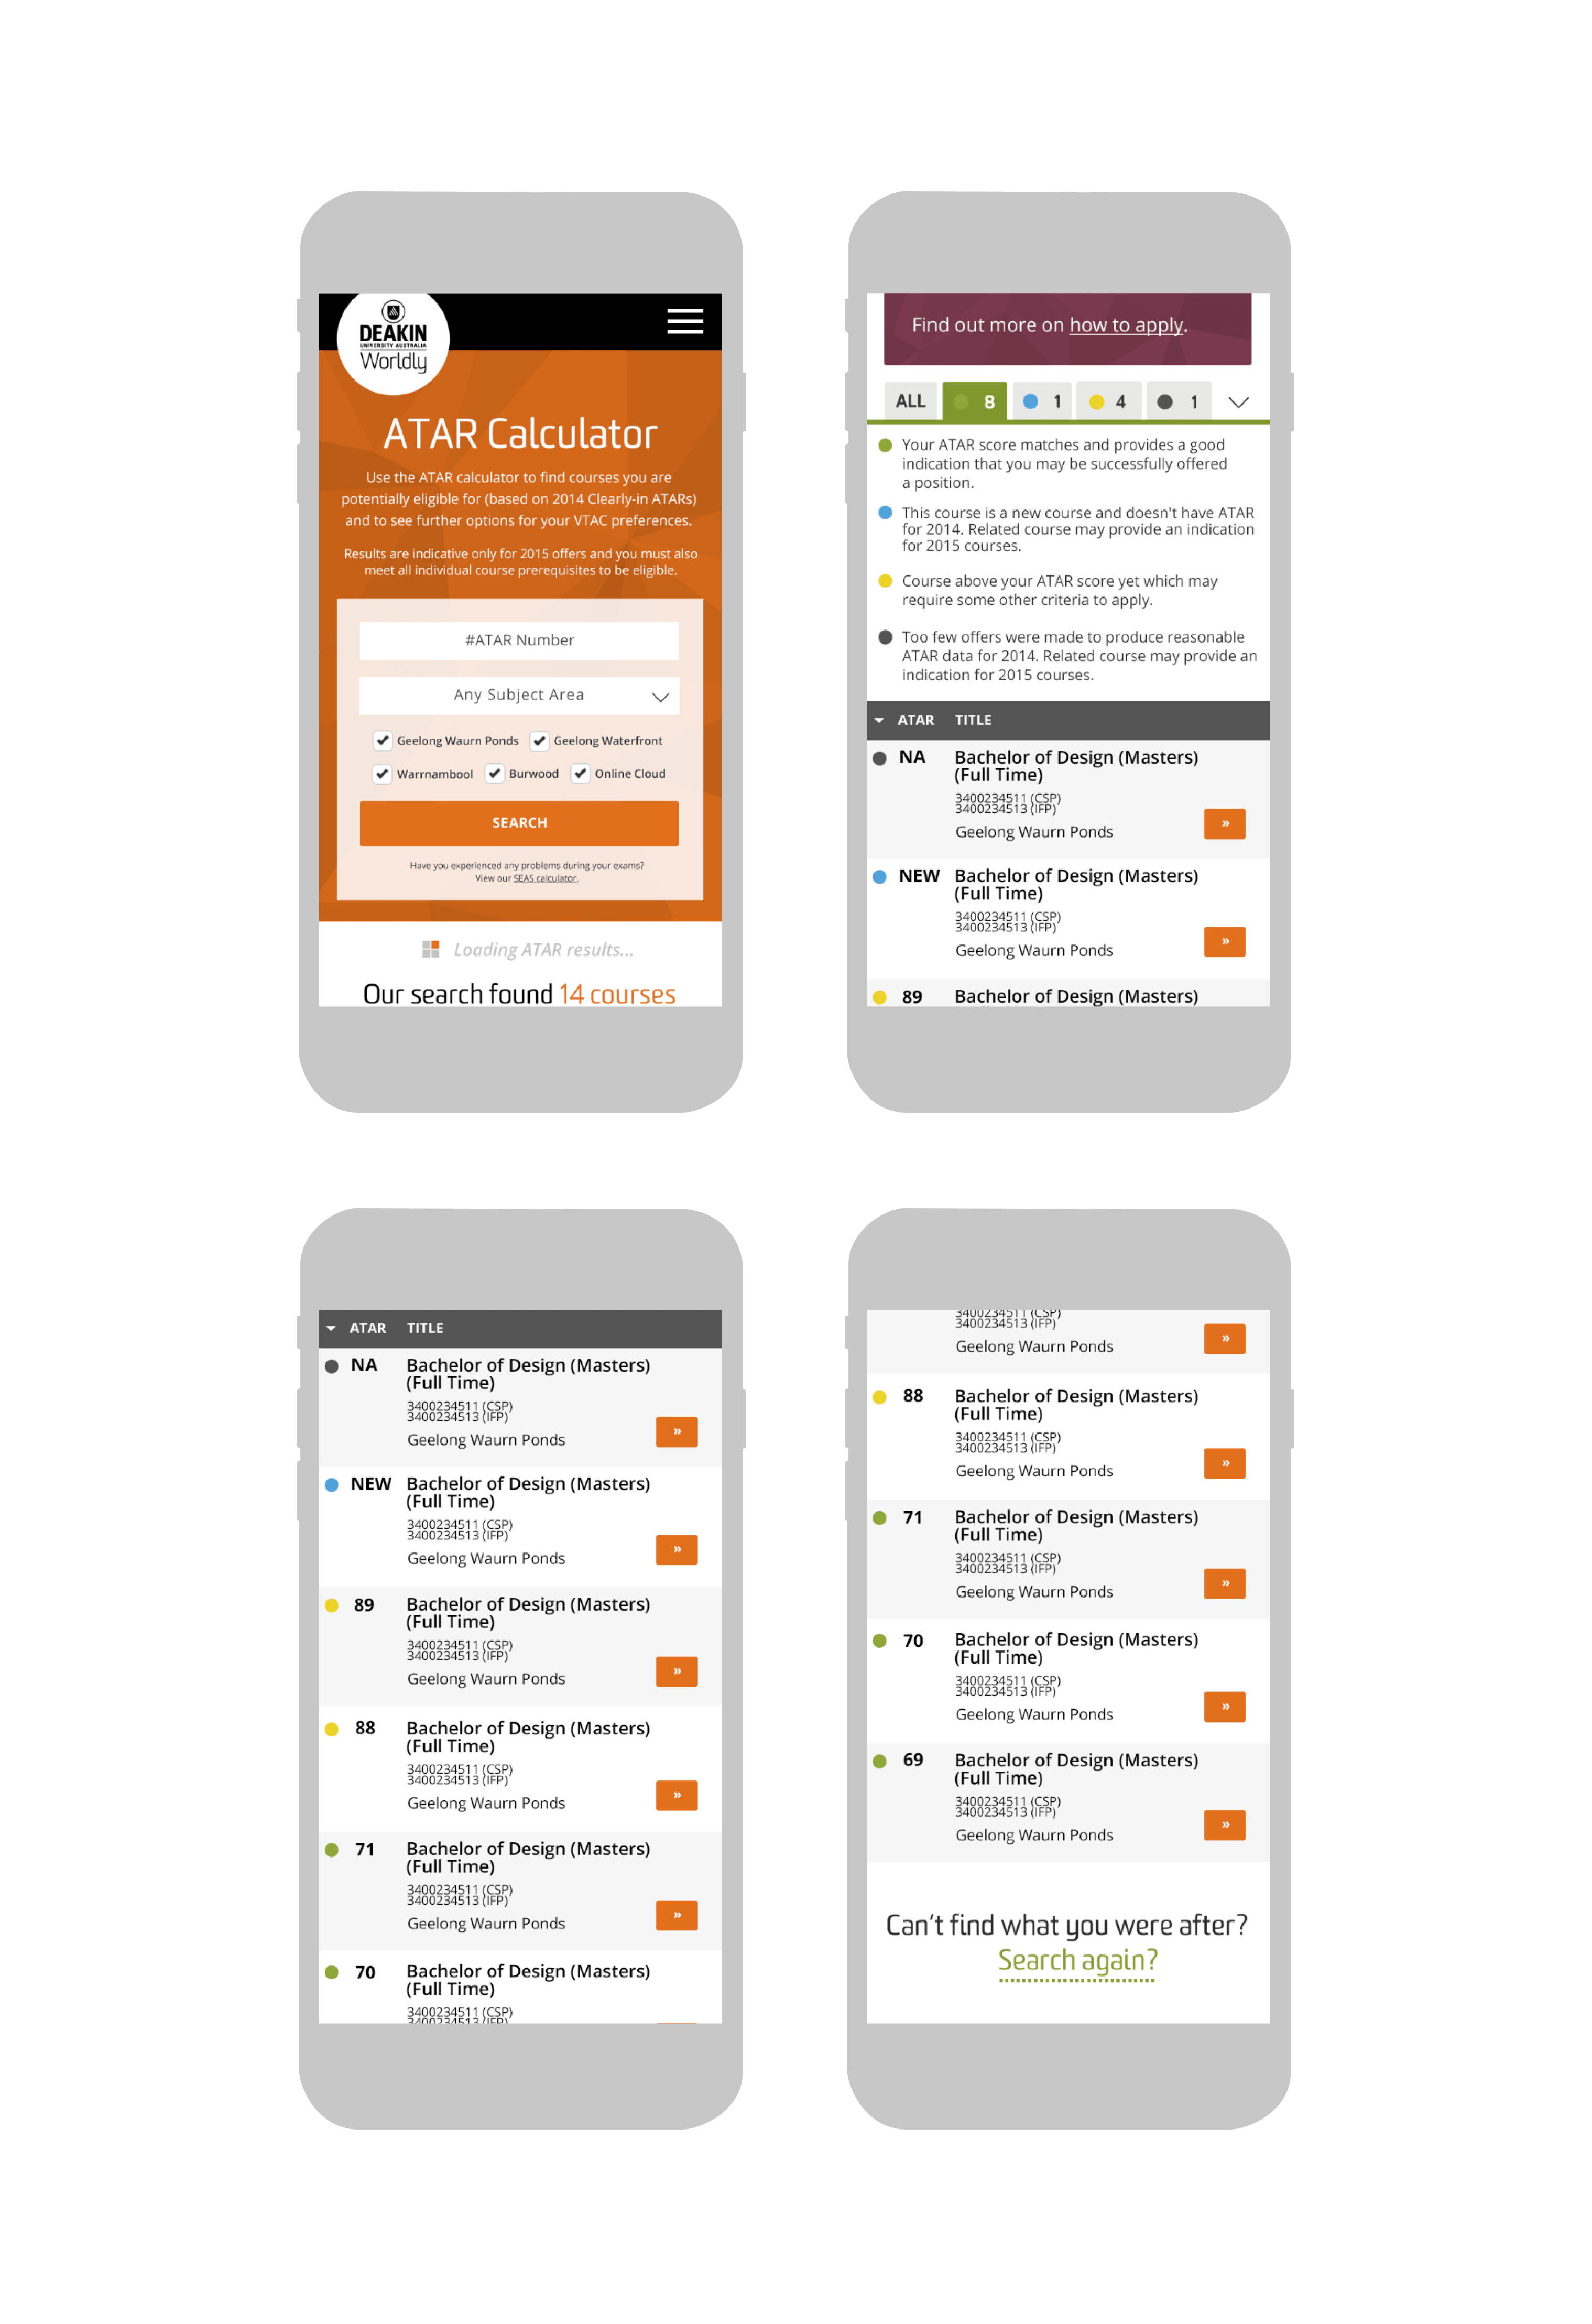 DEAKIN
UNIVERSITY AUSTRALIA
Worldly
ATAR Calculator
Use the ATAR calculator to find courses you are
potentially eligible for (based on 2014 Clearly-in ATARs)
and to see further options for your VTAC preferences.
Results are indicative only for 2015 offers and you must also
meet all individual course prerequisites to be eligible.
#ATAR Number
Any Subject Area
Geelong Waurn Ponds Geelong Waterfront
Warrnambool Burwood Online Cloud
SEARCH
Have you experienced any problems during your exams?
View our SEAS calculator.
Loading ATAR results...
Our search found 14 courses
Find out more on how to apply.
ALL 8 1 4 1
Your ATAR score matches and provides a good
indication that you may be successfully offered
a position.
This course is a new course and doesn't have ATAR
for 2014. Related course may provide an indication
for 2015 courses.
Course above your ATAR score yet which may
require some other criteria to apply.
Too few offers were made to produce reasonable
ATAR data for 2014. Related course may provide an
indication for 2015 courses.
ATAR TITLE
NA Bachelor of Design (Masters)
(Full Time)
3400234511 (CSP)
3400234513 (IFP)
Geelong Waurn Ponds »
NEW Bachelor of Design (Masters)
(Full Time)
3400234511 (CSP)
3400234513 (IFP)
Geelong Waurn Ponds »
89 Bachelor of Design (Masters)
ATAR TITLE
NA Bachelor of Design (Masters)
(Full Time)
3400234511 (CSP)
3400234513 (IFP)
Geelong Waurn Ponds »
NEW Bachelor of Design (Masters)
(Full Time)
3400234511 (CSP)
3400234513 (IFP)
Geelong Waurn Ponds »
89 Bachelor of Design (Masters)
(Full Time)
3400234511 (CSP)
3400234513 (IFP)
Geelong Waurn Ponds »
88 Bachelor of Design (Masters)
(Full Time)
3400234511 (CSP)
3400234513 (IFP)
Geelong Waurn Ponds »
71 Bachelor of Design (Masters)
(Full Time)
3400234511 (CSP)
3400234513 (IFP)
Geelong Waurn Ponds »
70 Bachelor of Design (Masters)
(Full Time)
3400234511 (CSP)
3400234513 (IFP)
3400234511 (CSP)
3400234513 (IFP)
Geelong Waurn Ponds »
88 Bachelor of Design (Masters)
(Full Time)
3400234511 (CSP)
3400234513 (IFP)
Geelong Waurn Ponds »
71 Bachelor of Design (Masters)
(Full Time)
3400234511 (CSP)
3400234513 (IFP)
Geelong Waurn Ponds »
70 Bachelor of Design (Masters)
(Full Time)
3400234511 (CSP)
3400234513 (IFP)
Geelong Waurn Ponds »
69 Bachelor of Design (Masters)
(Full Time)
3400234511 (CSP)
3400234513 (IFP)
Geelong Waurn Ponds »
Can't find what you were after?
Search again?